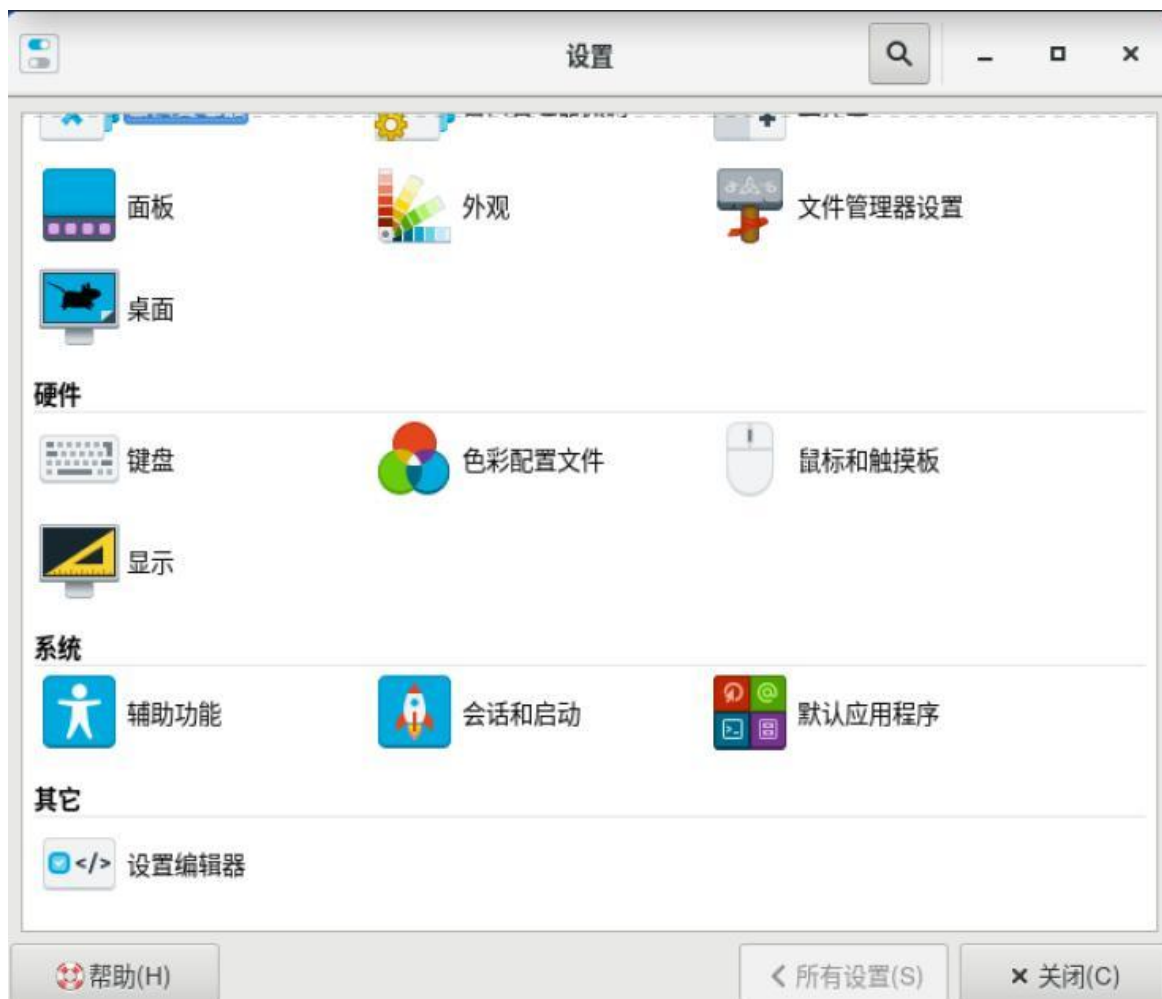 设置
面板
外观
文件管理器设置
桌面
硬件
键盘
色彩配置文件
鼠标和触摸板
显示
系统
辅助功能
会话和启动
默认应用程序
其它
</> 设置编辑器
帮助(H)
所有设置(S)
关闭(C)